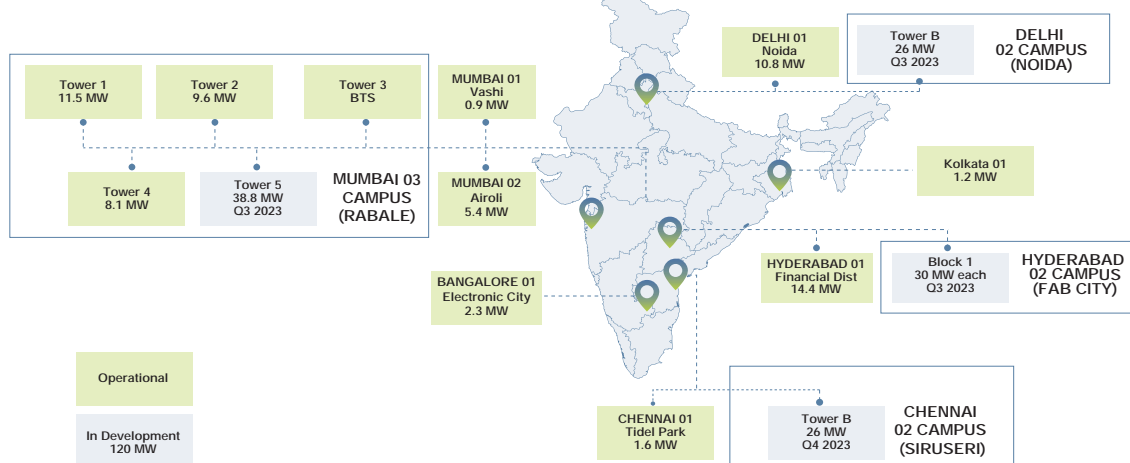 Tower 1
11.5 MW
Tower 2
9.6 MW
Tower 3
BTS
Tower 4
8.1 MW
Tower 5
38.8 MW
Q3 2023
MUMBAI 03
CAMPUS
(RABALE)
MUMBAI 01
Vashi
0.9 MW
MUMBAI 02
Airoli
5.4 MW
DELHI 01
Noida
10.8 MW
Tower B
26 MW
Q3 2023
DELHI
02 CAMPUS
(NOIDA)
Kolkata 01
1.2 MW
HYDERABAD 01
Financial Dist
14.4 MW
Block 1
30 MW each
Q3 2023
HYDERABAD
02 CAMPUS
(FAB CITY)
BANGALORE 01
Electronic City
2.3 MW
CHENNAI 01
Tidel Park
1.6 MW
Tower B
26 MW
Q4 2023
CHENNAI
02 CAMPUS
(SIRUSERI)
Operational
In Development
120 MW